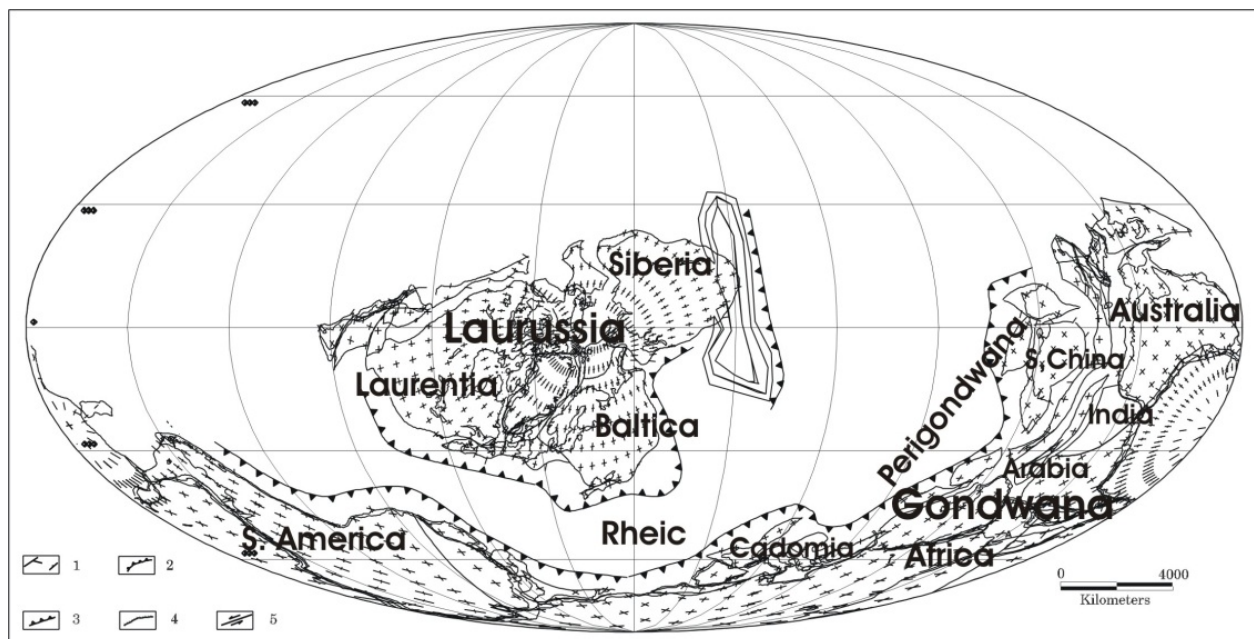 Siberia
Laurussia
Australia
Laurentia
S.China
Perigondwana
India
Baltica
Arabia
Gondwana
Rheic
S. America
Cadomia
Africa
1
2
3
4
5
0
4000
Kilometers